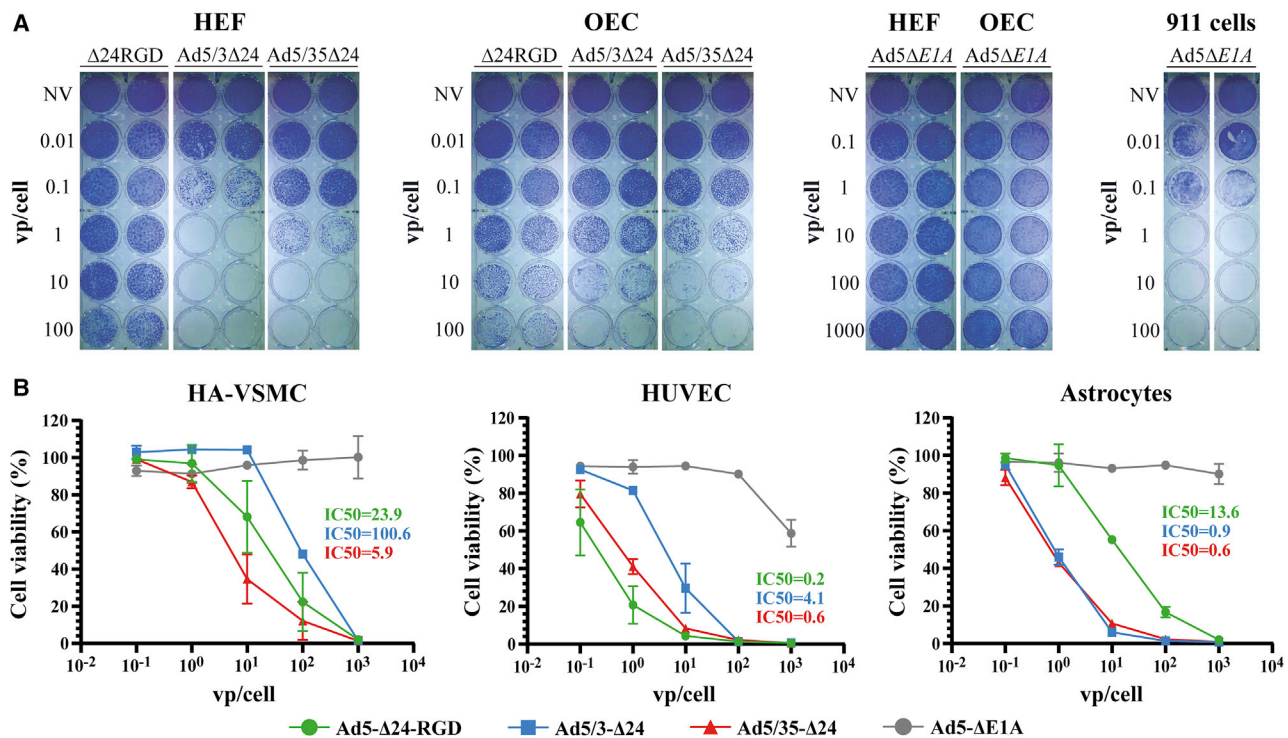 A
HEF
OEC
HEF OEC
911 cells
Δ24RGD Ad5/3Δ24 Ad5/35Δ24
Δ24RGD Ad5/3Δ24 Ad5/35Δ24
Ad5ΔE1A Ad5ΔE1A
Ad5ΔE1A
vp/cell
NV
0.01
0.1
1
10
100
vp/cell
NV
0.01
0.1
1
10
100
vp/cell
NV
0.1
1
10
100
1000
vp/cell
NV
0.01
0.1
1
10
100
B
HA-VSMC
Cell viability (%)
120
100
80
60
40
20
0
IC50=23.9
IC50=100.6
IC50=5.9
10-2 10-1 100 101 102 103 104
vp/cell
HUVEC
Cell viability (%)
120
100
80
60
40
20
0
IC50=0.2
IC50=4.1
IC50=0.6
10-2 10-1 100 101 102 103 104
vp/cell
Astrocytes
Cell viability (%)
120
100
80
60
40
20
0
IC50=13.6
IC50=0.9
IC50=0.6
10-2 10-1 100 101 102 103 104
vp/cell
Ad5-Δ24-RGD Ad5/3-Δ24 Ad5/35-Δ24 Ad5-ΔE1A